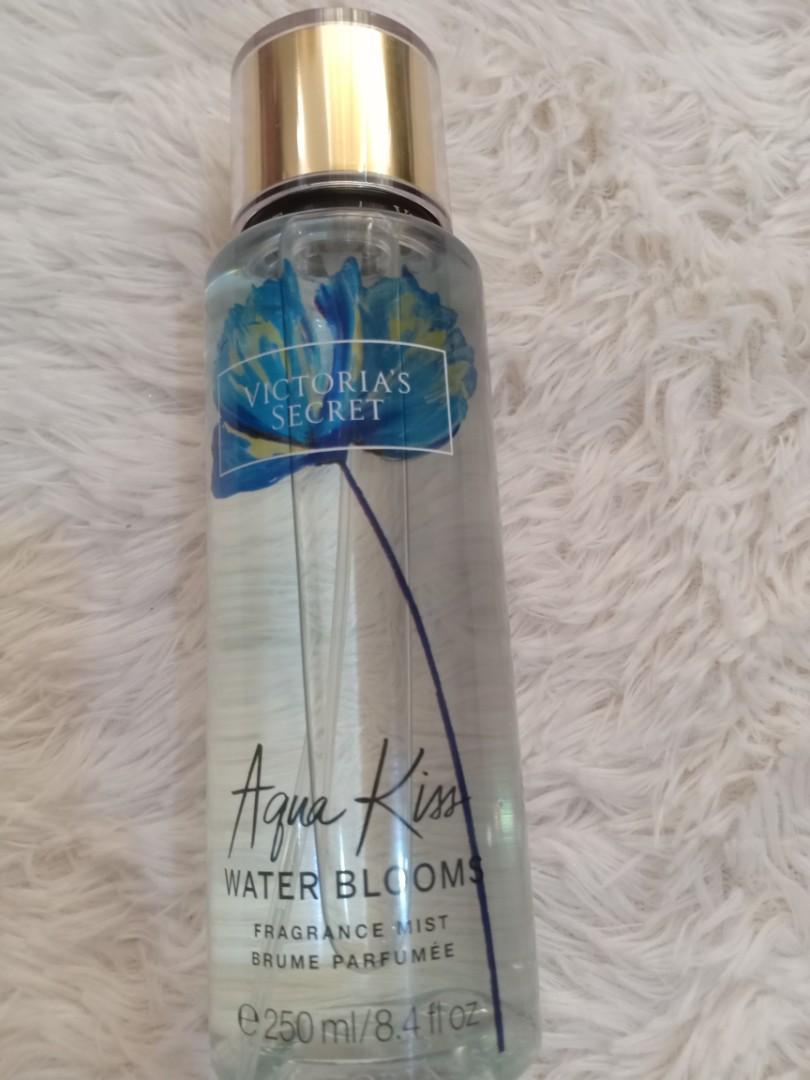 VICTORIA'S
SECRET
Aqua Kiss
WATER BLOOMS
FRAGRANCE MIST
BRUME PARFUMÉE
℮ 250 ml/8.4 fl oz